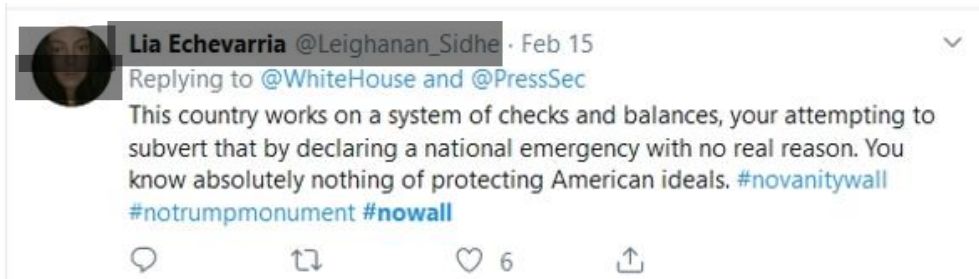 Lia Echevarria @Leighanan_Sidhe · Feb 15
Replying to @WhiteHouse and @PressSec
This country works on a system of checks and balances, your attempting to
subvert that by declaring a national emergency with no real reason. You
know absolutely nothing of protecting American ideals. #novanitywall
#notrumpmonument #nowall
6